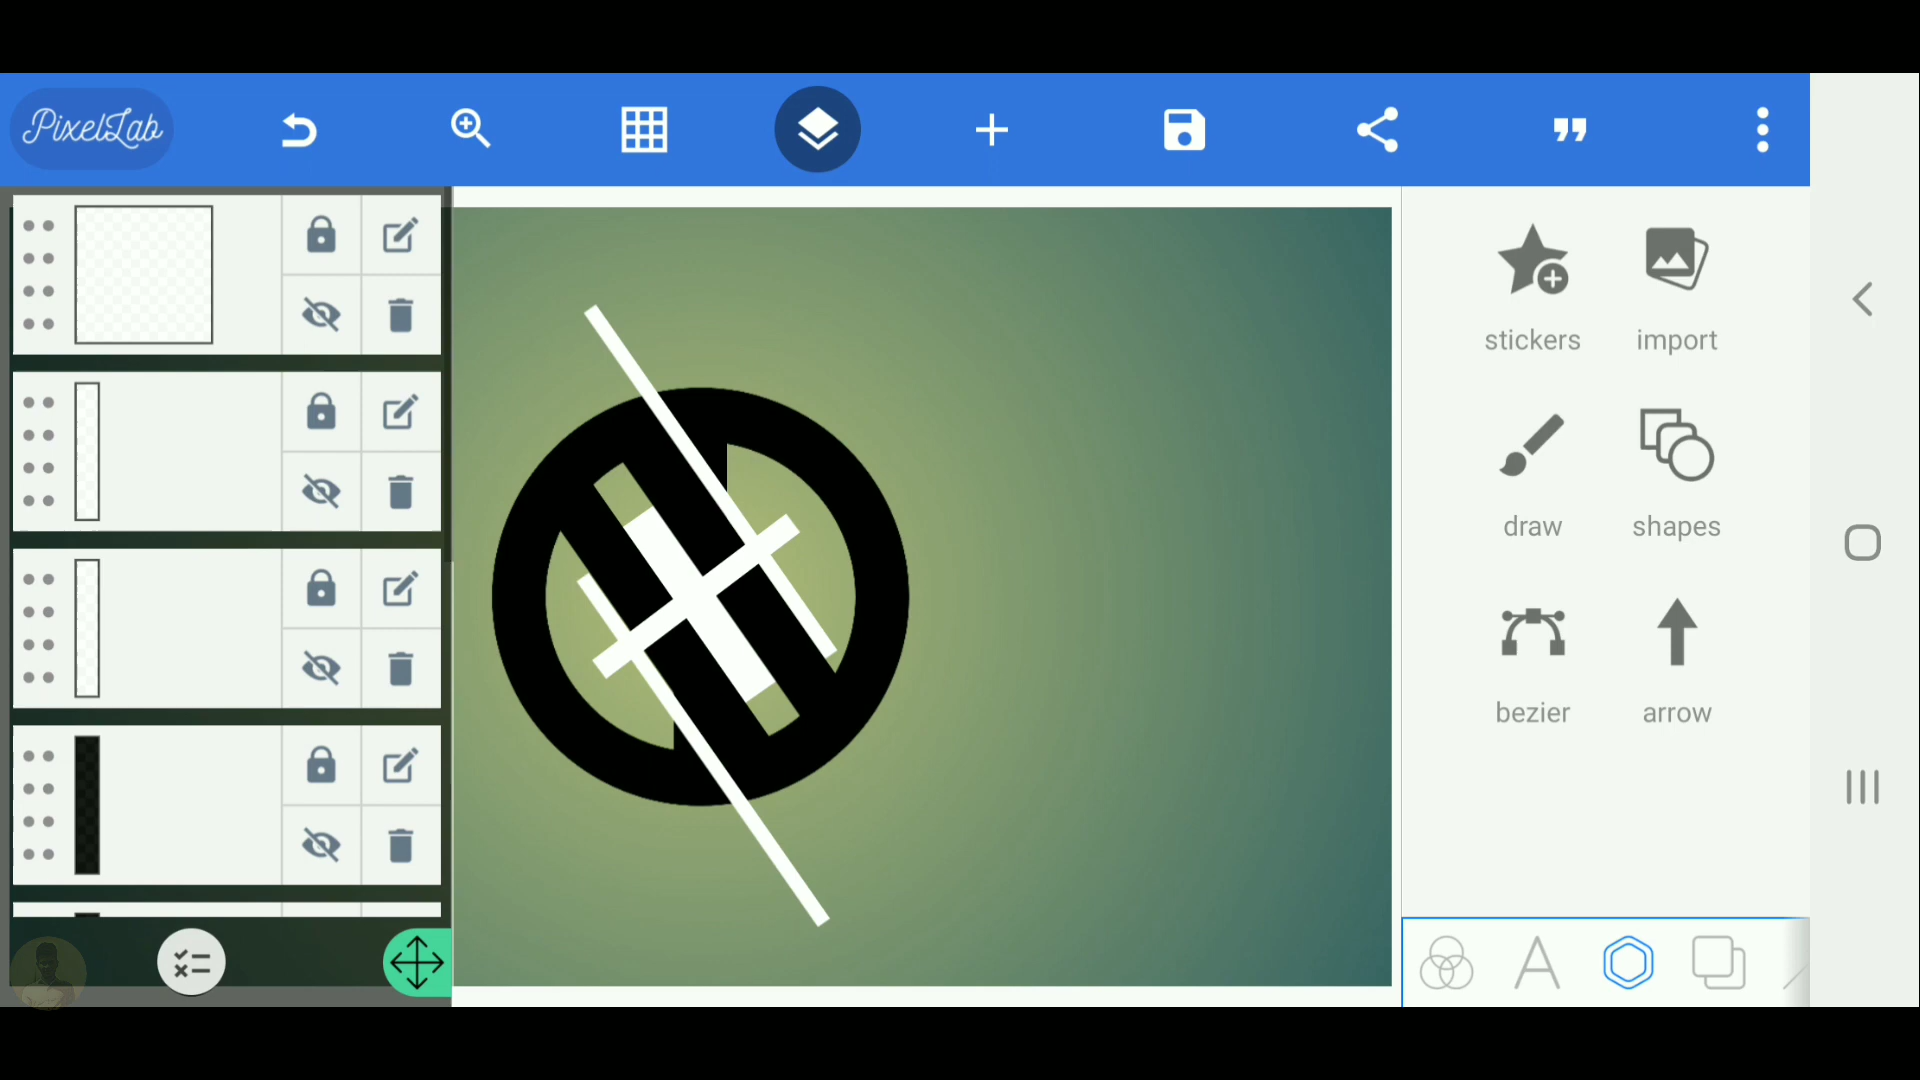 PixelLab
stickers
import
draw
shapes
bezier
arrow